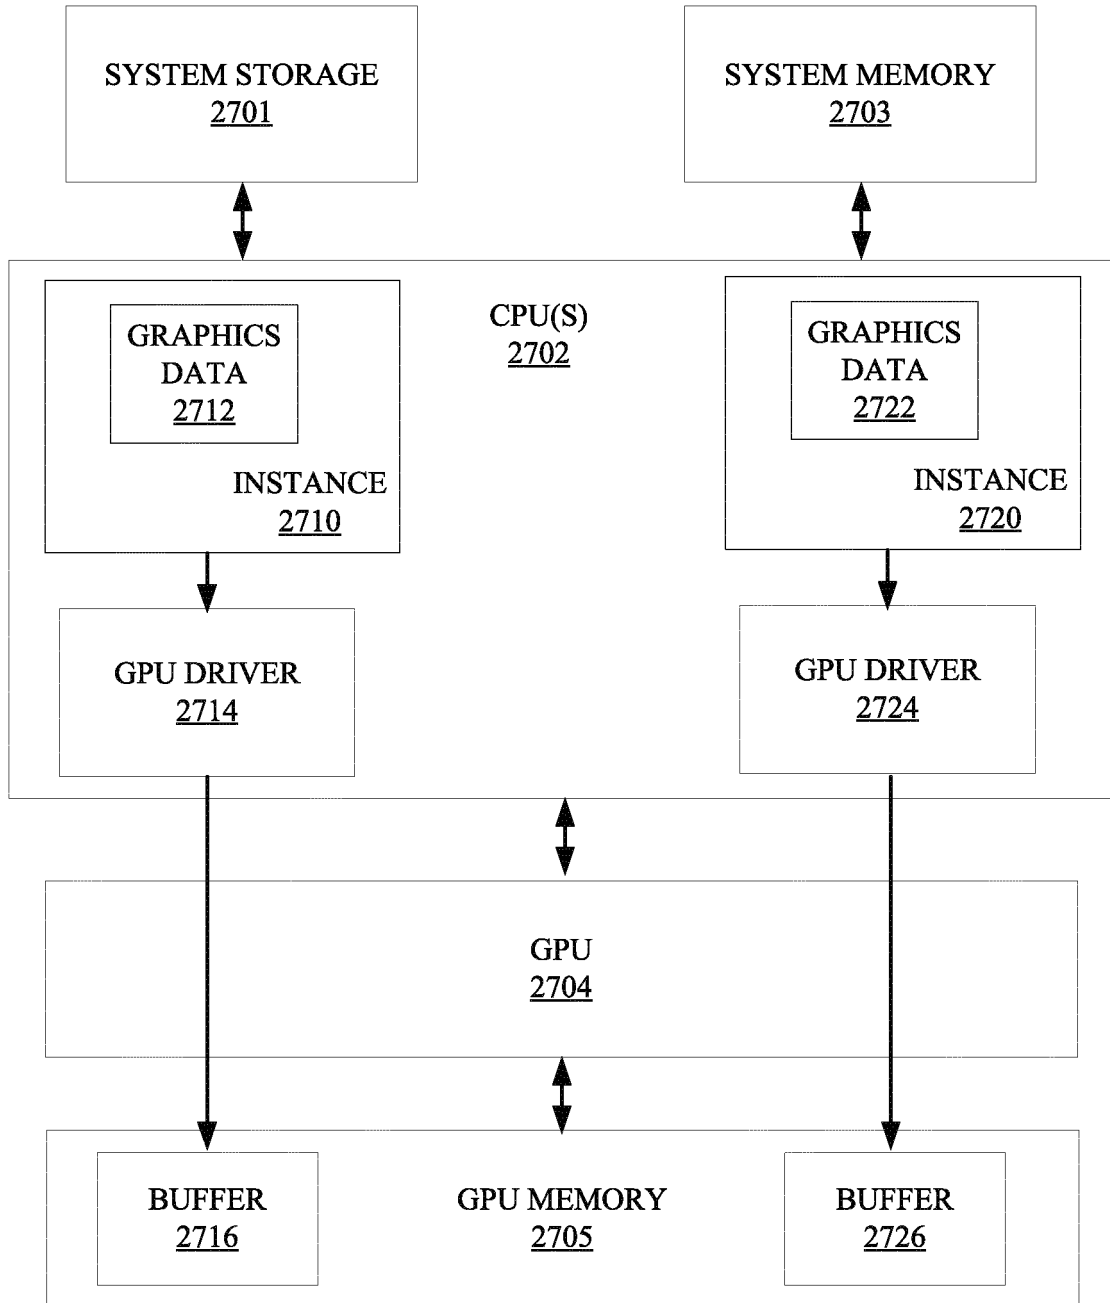 SYSTEM STORAGE
2701
SYSTEM MEMORY
2703
CPU(S)
2702
GRAPHICS
DATA
2712
INSTANCE
2710
GRAPHICS
DATA
2722
INSTANCE
2720
GPU DRIVER
2714
GPU DRIVER
2724
GPU
2704
BUFFER
2716
GPU MEMORY
2705
BUFFER
2726